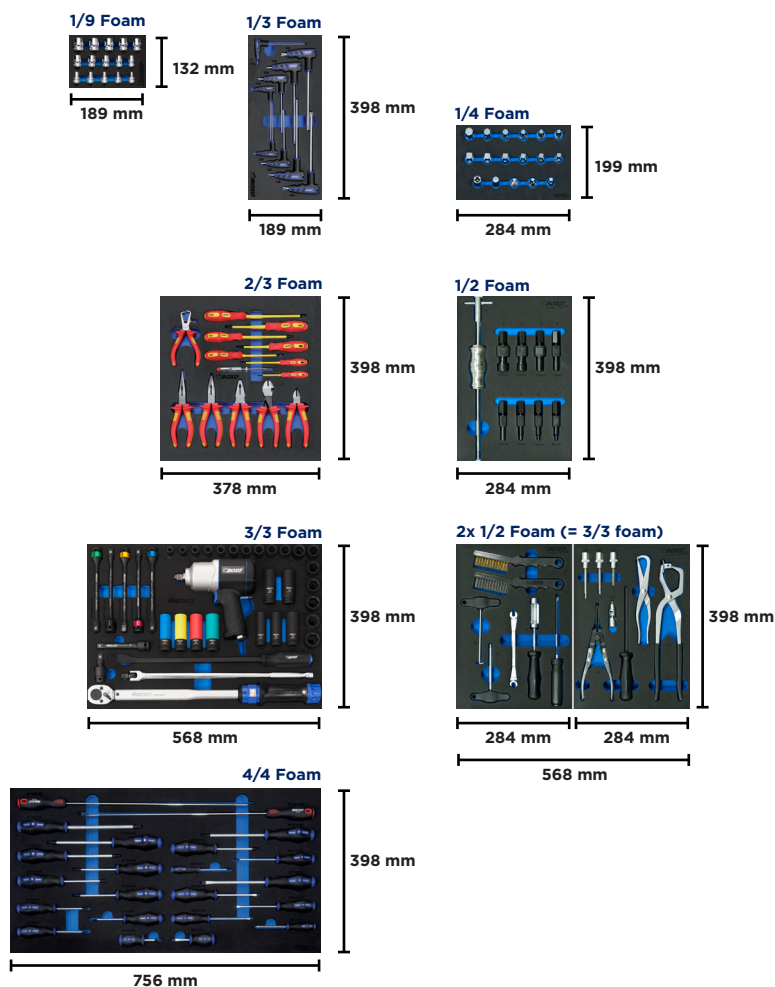 1/9 Foam
132 mm
189 mm
1/3 Foam
398 mm
189 mm
1/4 Foam
199 mm
284 mm
2/3 Foam
398 mm
378 mm
1/2 Foam
398 mm
284 mm
3/3 Foam
398 mm
568 mm
2x 1/2 Foam (= 3/3 foam)
398 mm
284 mm
284 mm
568 mm
4/4 Foam
398 mm
756 mm